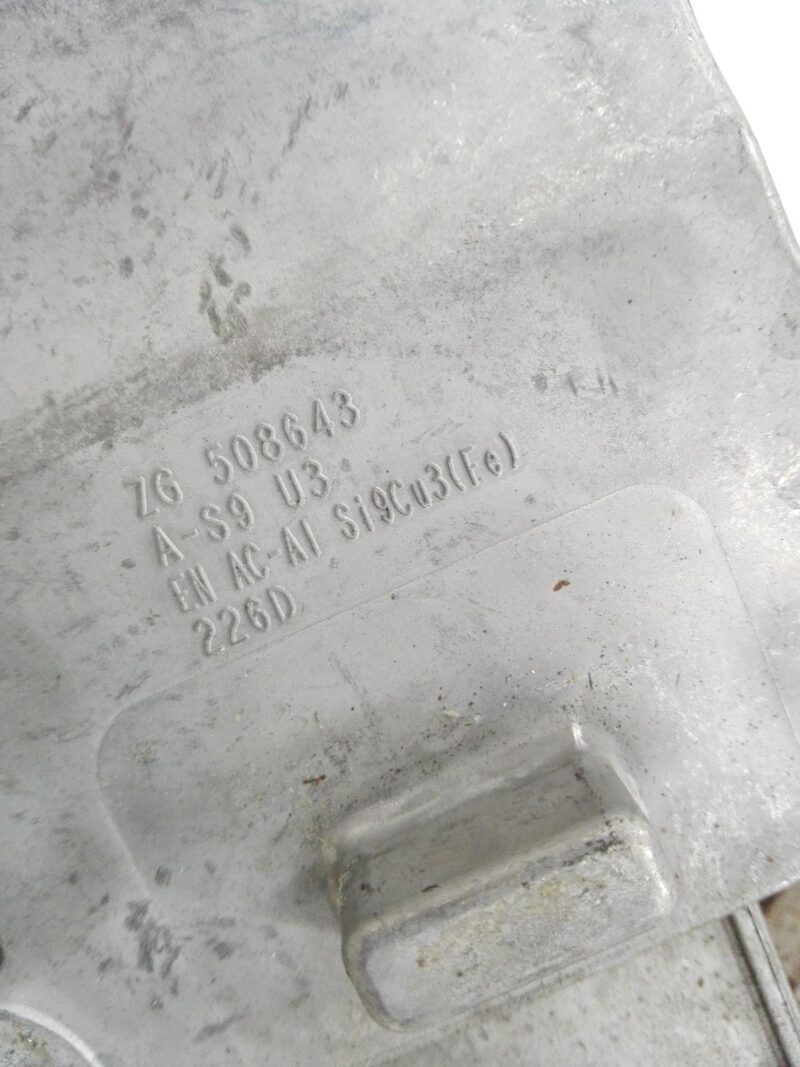 ZG 508643
A-S9 U3
EN AC-Al Si9Cu3(Fe)
226D